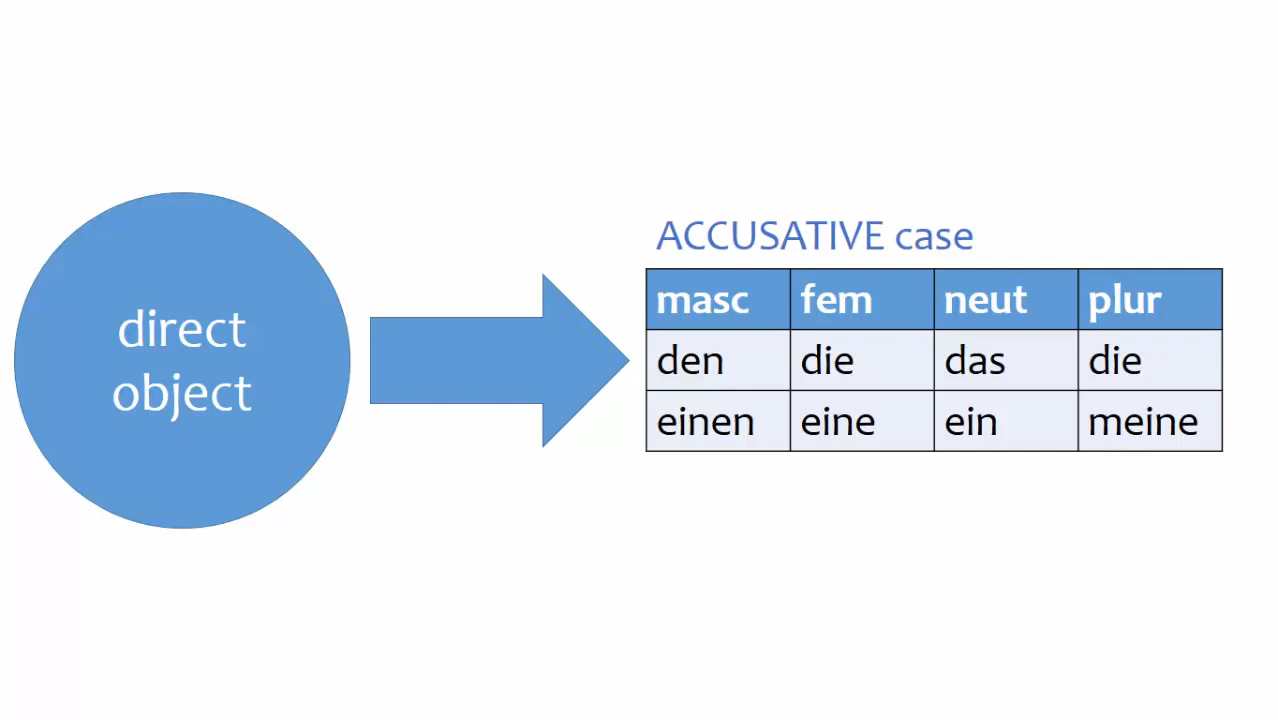 direct
object
ACCUSATIVE case
masc fem neut plur
den die das die
einen eine ein meine